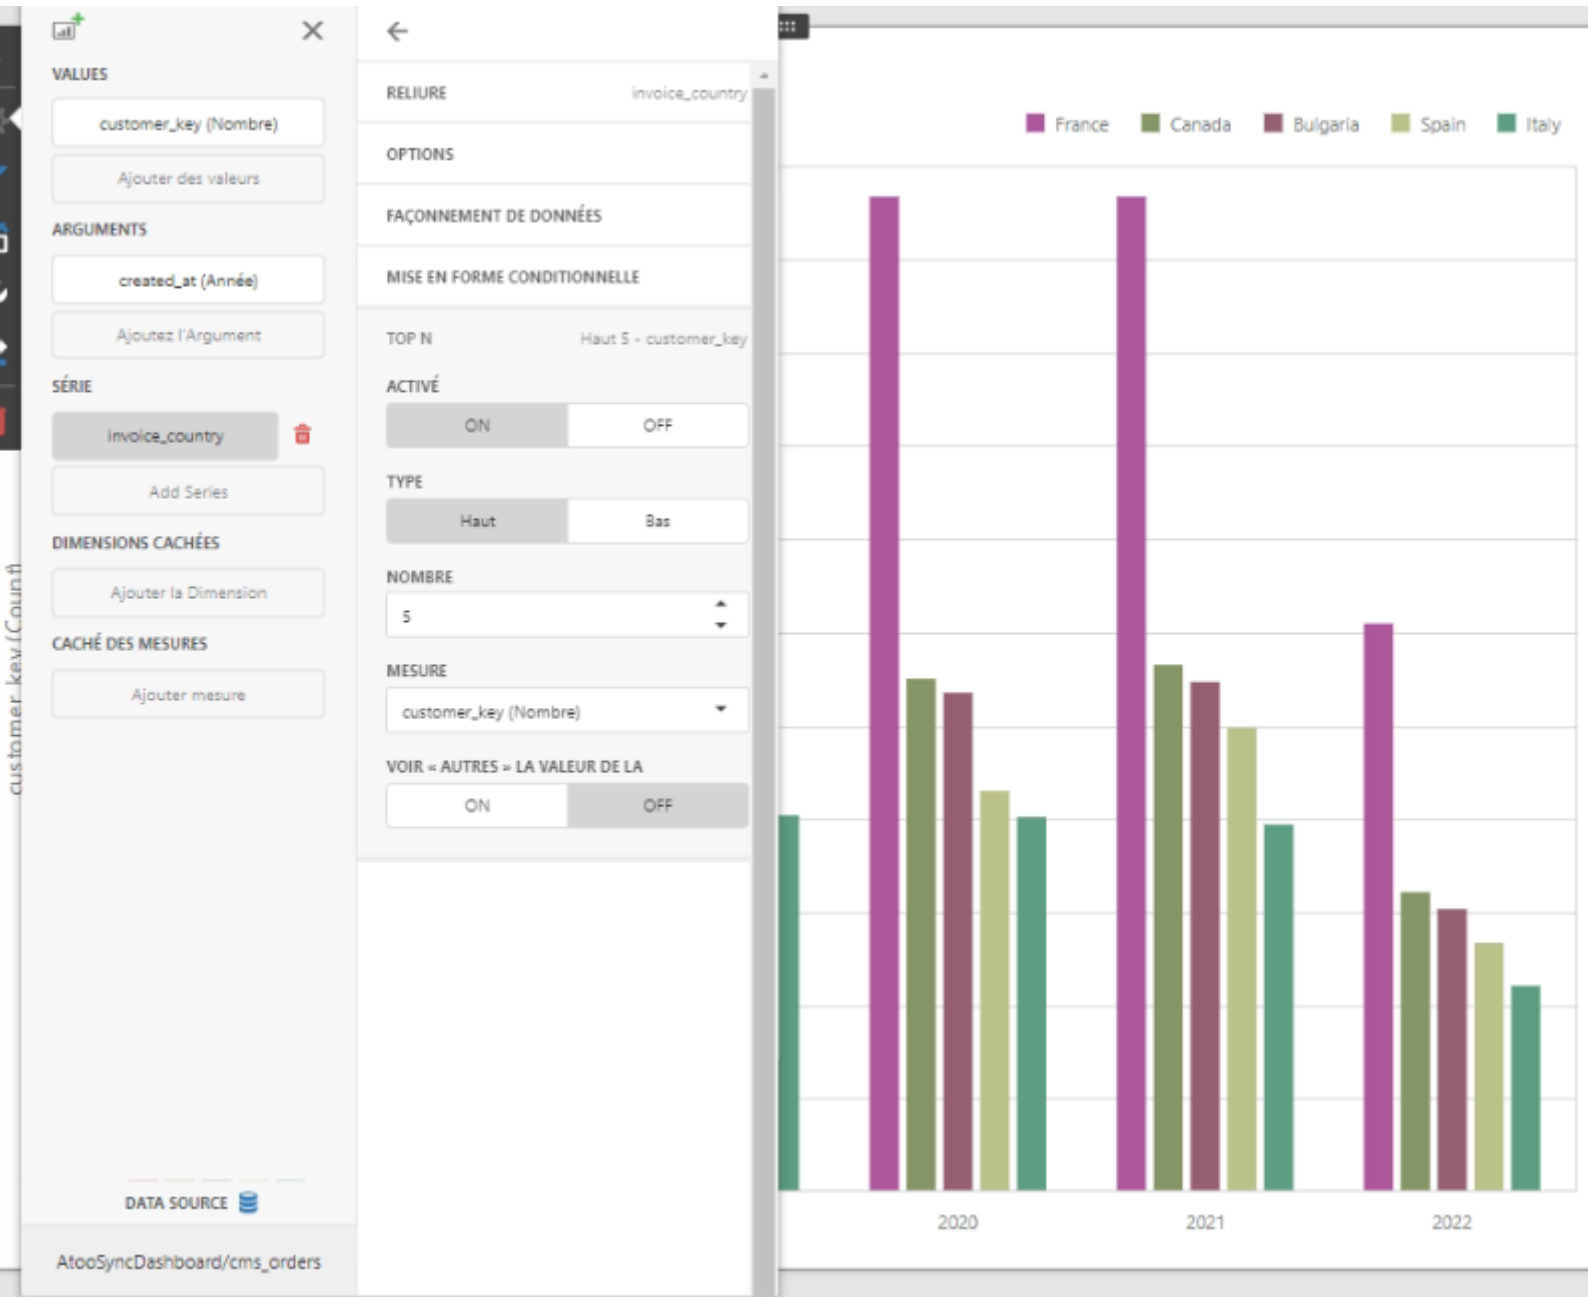 VALUES
customer_key (Nombre)
Ajouter des valeurs
ARGUMENTS
created_at (Année)
Ajoutez l'Argument
SÉRIE
invoice_country
Add Series
DIMENSIONS CACHÉES
Ajouter la Dimension
CACHÉ DES MESURES
Ajouter mesure
DATA SOURCE
AtooSyncDashboard/cms_orders
RELIURE invoice_country
OPTIONS
FAÇONNEMENT DE DONNÉES
MISE EN FORME CONDITIONNELLE
TOP N Haut 5 - customer_key
ACTIVÉ
ON OFF
TYPE
Haut Bas
NOMBRE
5
MESURE
customer_key (Nombre)
VOIR « AUTRES » LA VALEUR DE LA
ON OFF
customer_key (Count)
France Canada Bulgaria Spain Italy
2020 2021 2022